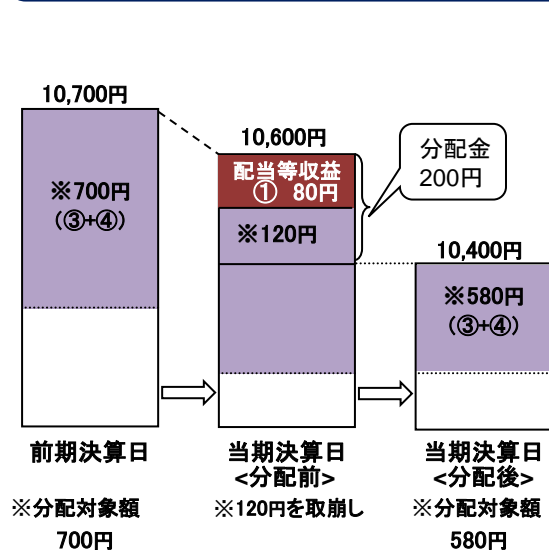 10,700円
※700円
（③+④）
前期決算日
※分配対象額
700円
10,600円
配当等収益
① 80円
※120円
分配金
200円
当期決算日
<分配前>
※120円を取崩し
10,400円
※580円
（③+④）
当期決算日
<分配後>
※分配対象額
580円